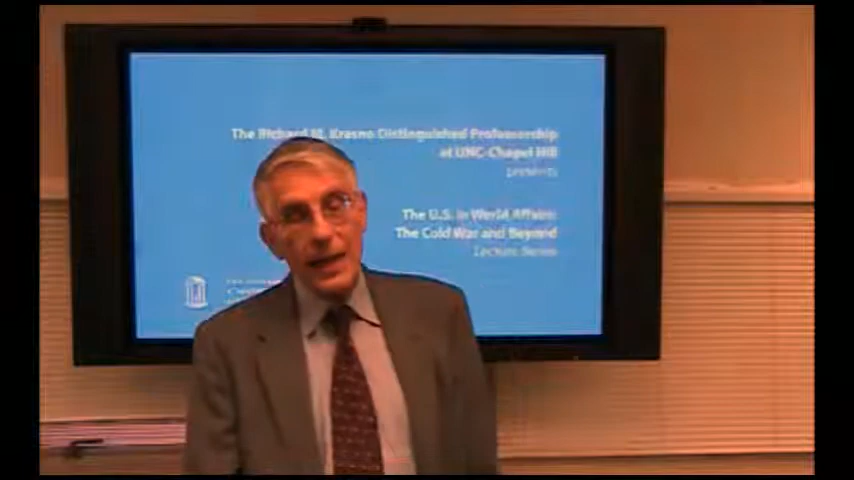 The Richard M. Krasno Distinguished Professorship
at UNC-Chapel Hill
presents
The U.S. in World Affairs:
The Cold War and Beyond
Lecture Series